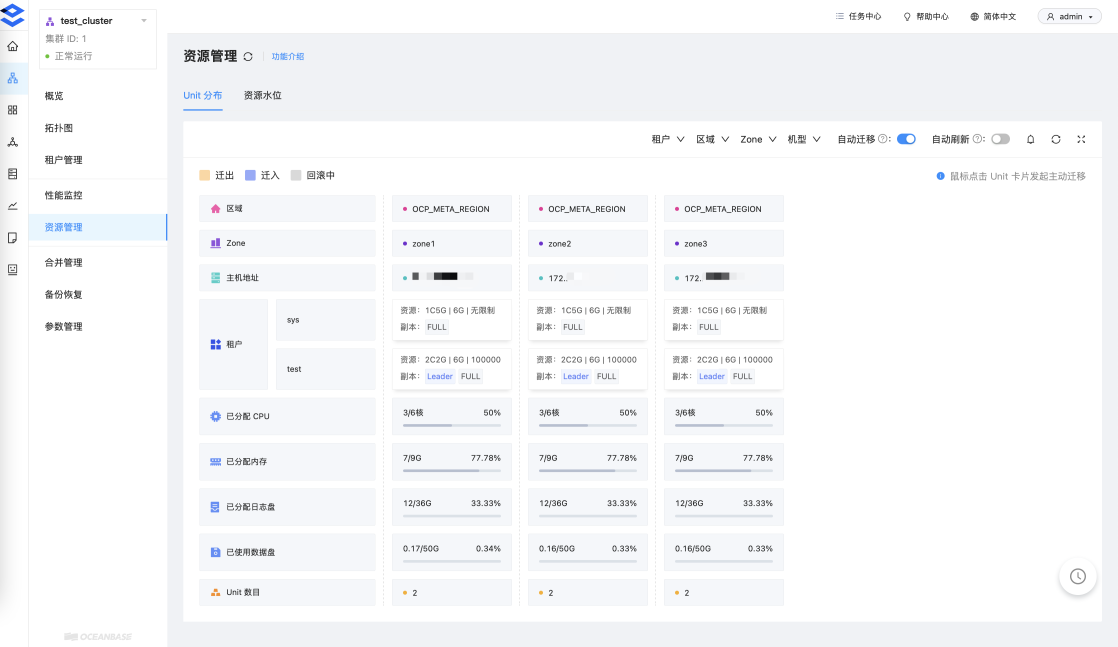 test_cluster
集群 ID: 1
正常运行
任务中心
帮助中心
简体中文
admin
概览
拓扑图
租户管理
性能监控
资源管理
合并管理
备份恢复
参数管理
OCEANBASE
资源管理
功能介绍
Unit 分布
资源水位
租户
区域
Zone
机型
自动迁移 ?:
自动刷新 ?:
迁出
迁入
回滚中
鼠标点击 Unit 卡片发起主动迁移
区域
OCP_META_REGION
OCP_META_REGION
OCP_META_REGION
Zone
zone1
zone2
zone3
主机地址
172..
172.
租户
sys
资源: 1C5G | 6G | 无限制
副本: FULL
资源: 1C5G | 6G | 无限制
副本: FULL
资源: 1C5G | 6G | 无限制
副本: FULL
test
资源: 2C2G | 6G | 100000
副本: Leader FULL
资源: 2C2G | 6G | 100000
副本: Leader FULL
资源: 2C2G | 6G | 100000
副本: Leader FULL
已分配 CPU
3/6核 50%
3/6核 50%
3/6核 50%
已分配内存
7/9G 77.78%
7/9G 77.78%
7/9G 77.78%
已分配日志盘
12/36G 33.33%
12/36G 33.33%
12/36G 33.33%
已使用数据盘
0.17/50G 0.34%
0.16/50G 0.33%
0.16/50G 0.33%
Unit 数目
2
2
2